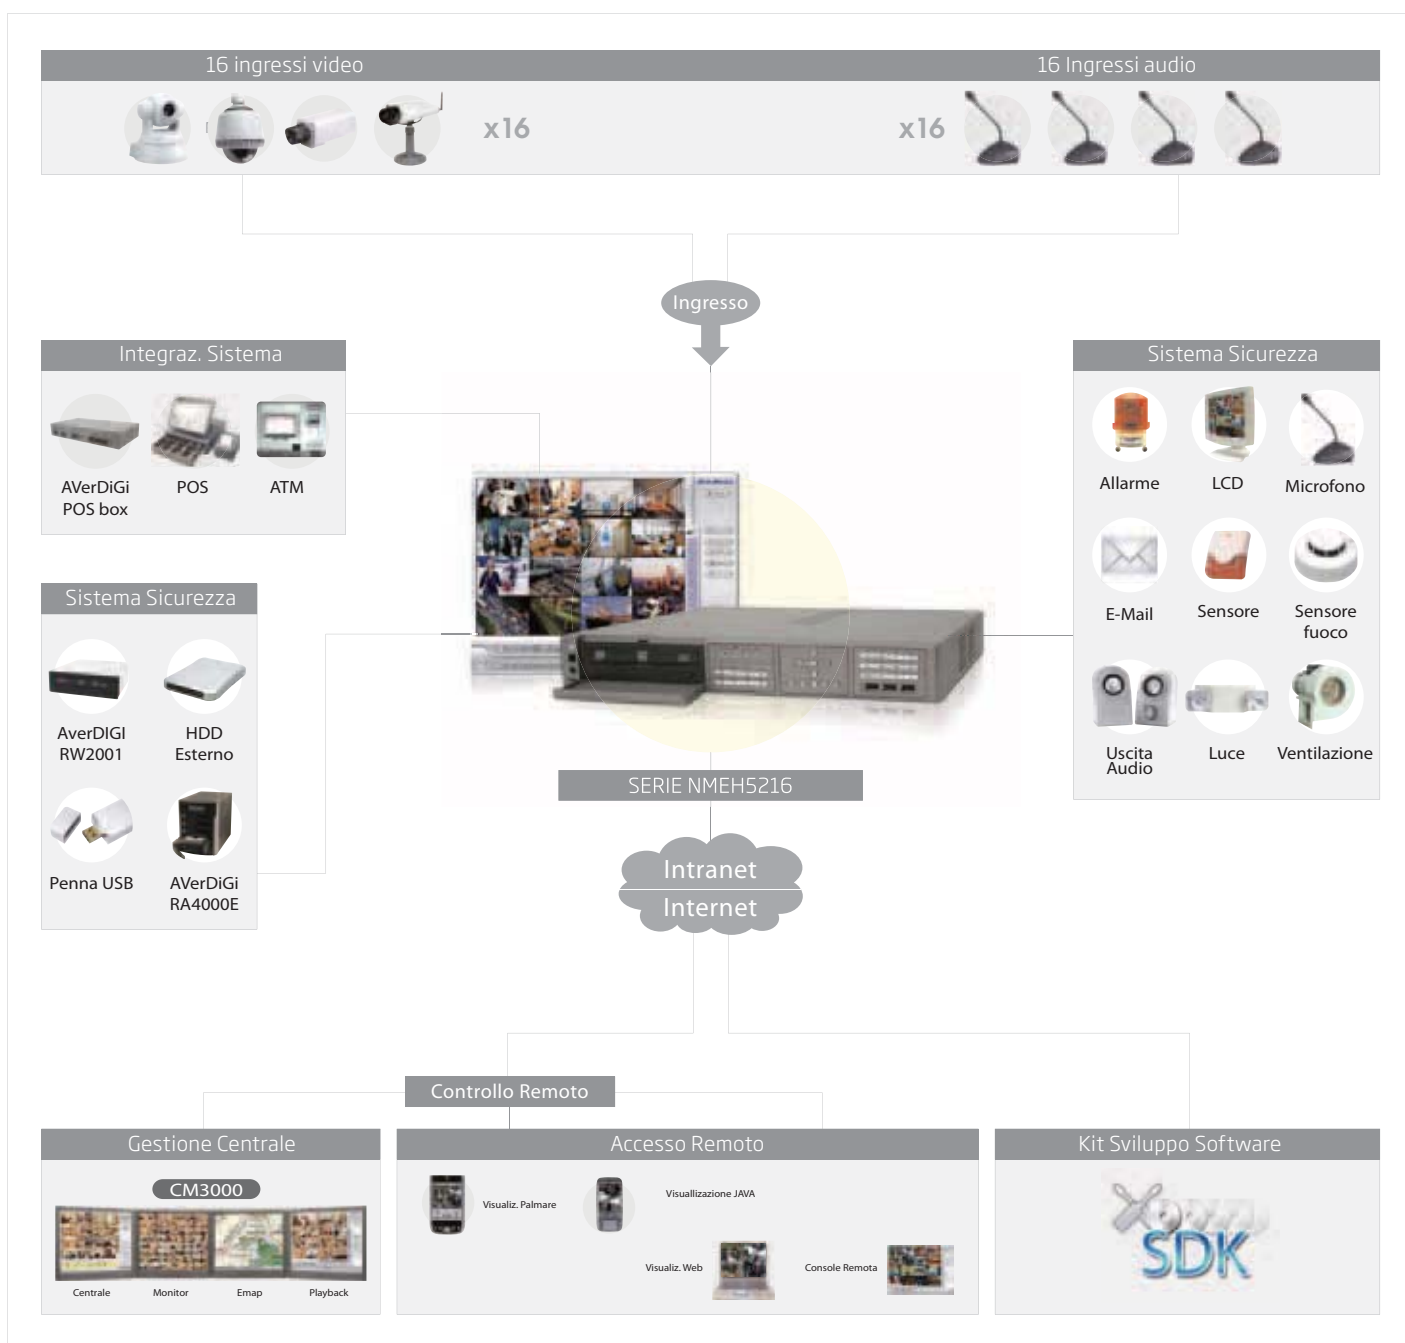 16 ingressi video
16 Ingressi audio
x16
x16
Ingresso
Integraz. Sistema
AVerDiGi
POS box
POS
ATM
Sistema Sicurezza
Allarme
LCD
Microfono
E-Mail
Sensore
Sensore
fuoco
Uscita
Audio
Luce
Ventilazione
Sistema Sicurezza
AverDIGI
RW2001
HDD
Esterno
Penna USB
AVerDiGi
RA4000E
SERIE NMEH5216
Intranet
Internet
Controllo Remoto
Gestione Centrale
CM3000
Centrale
Monitor
Emap
Playback
Accesso Remoto
Visualiz. Palmare
Visuallizazione JAVA
Visualiz. Web
Console Remota
Kit Sviluppo Software
SDK